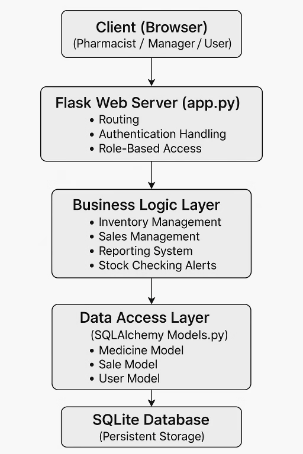 Client (Browser)
(Pharmacist / Manager / User)
Flask Web Server (app.py)
• Routing
• Authentication Handling
• Role-Based Access
Business Logic Layer
• Inventory Management
• Sales Management
• Reporting System
• Stock Checking Alerts
Data Access Layer
(SQLAlchemy Models.py)
• Medicine Model
• Sale Model
• User Model
SQLite Database
(Persistent Storage)